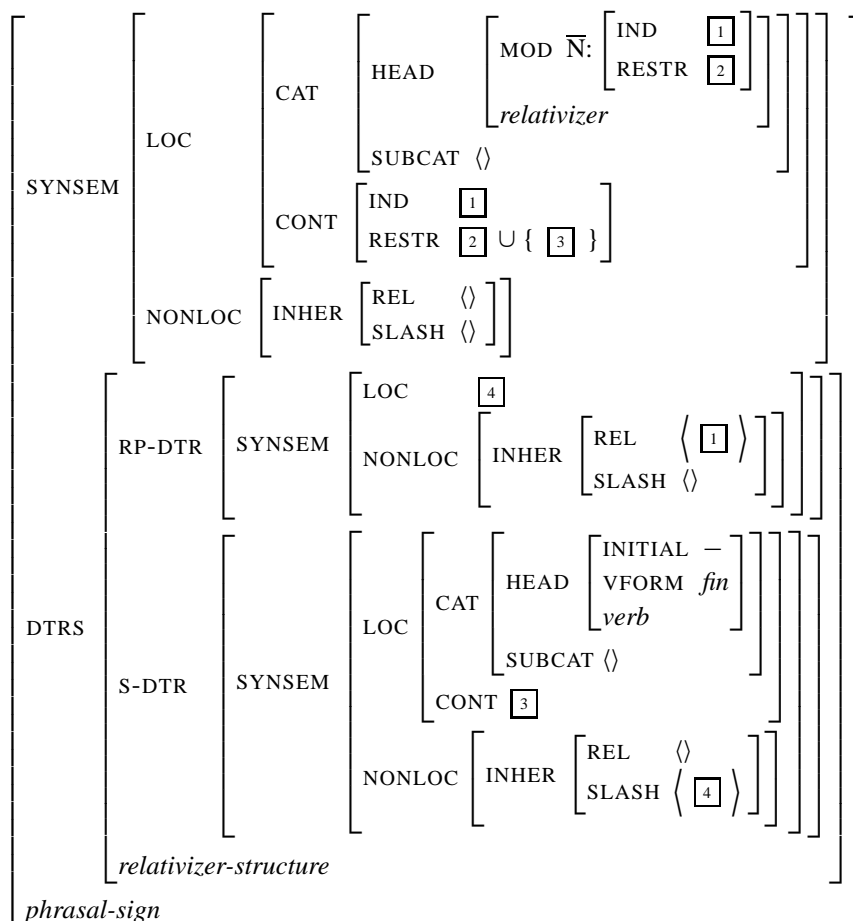 IND 1
MOD N̅:
RESTR 2
HEAD
relativizer
CAT
SUBCAT ⟨⟩
LOC
IND 1
CONT
RESTR 2 ∪ { 3 }
SYNSEM
REL ⟨⟩
NONLOC INHER
SLASH ⟨⟩
LOC 4
RP-DTR SYNSEM
REL ⟨ 1 ⟩
NONLOC INHER
SLASH ⟨⟩
INITIAL −
HEAD VFORM fin
verb
CAT
SUBCAT ⟨⟩
LOC
CONT 3
DTRS
S-DTR SYNSEM
REL ⟨⟩
NONLOC INHER
SLASH ⟨ 4 ⟩
relativizer-structure
phrasal-sign